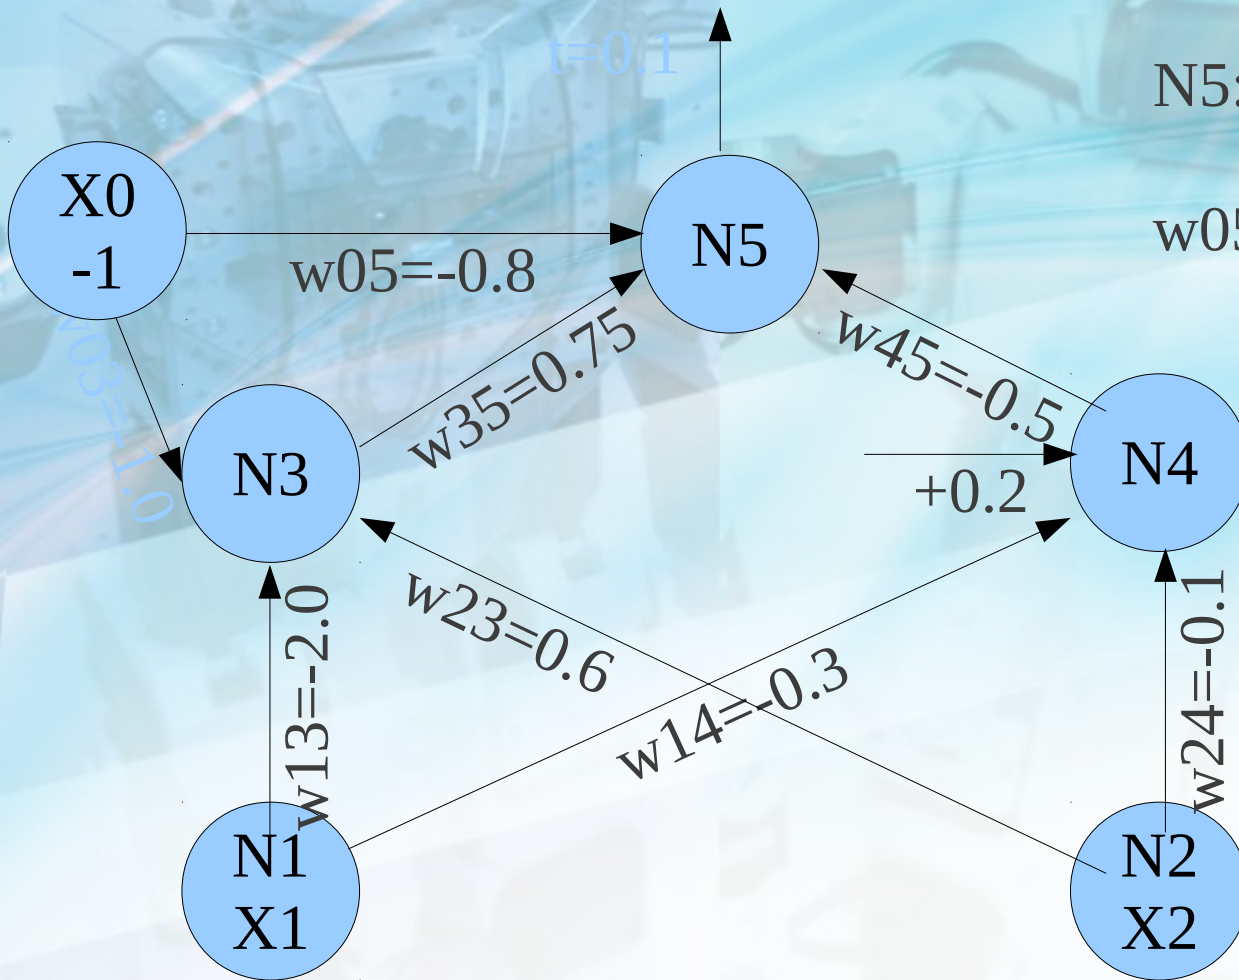 t=0.1
N5:
X0
-1
N5
w05
w05=-0.8
w35=0.75
w45=-0.5
w03=-1.0
N3
N4
+0.2
w23=0.6
w13=-2.0
w14=-0.3
w24=-0.1
N1
X1
N2
X2